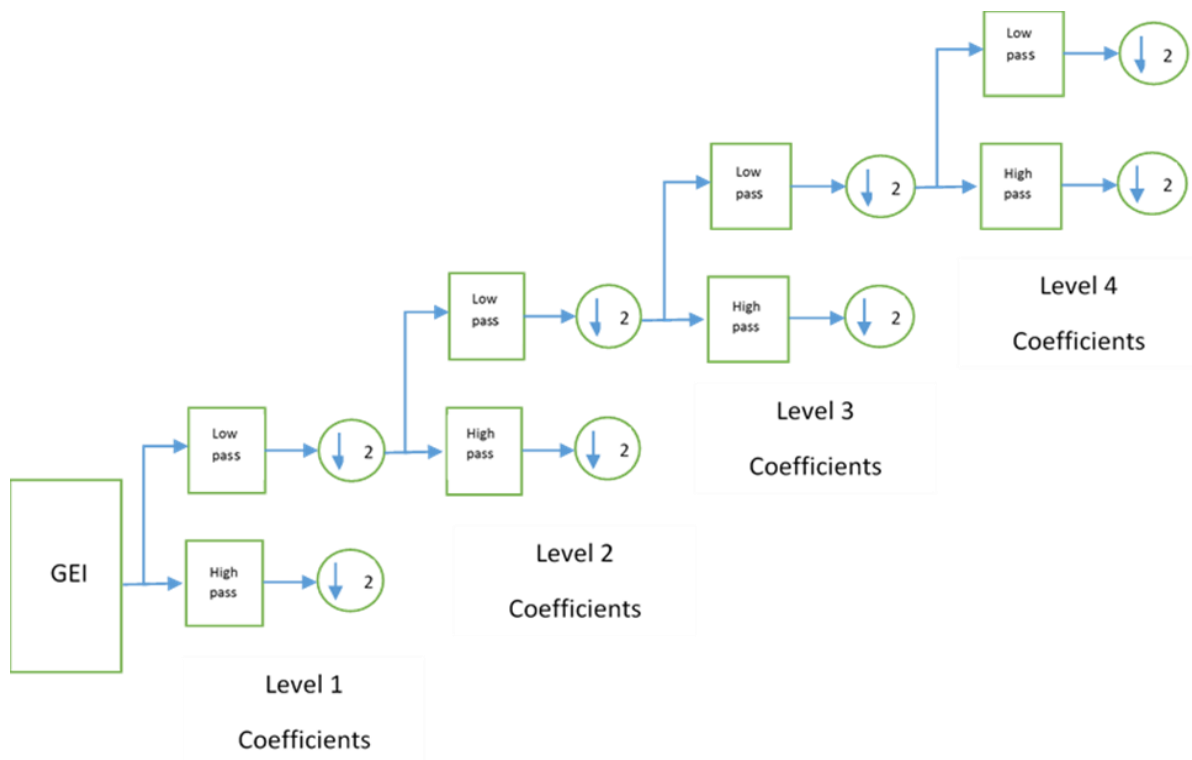 Low
pass
2
Low
pass
2
High
pass
2
Low
pass
2
High
pass
2
Level 4
Coefficients
Low
pass
2
High
pass
2
Level 3
Coefficients
GEI
High
pass
2
Level 2
Coefficients
Level 1
Coefficients